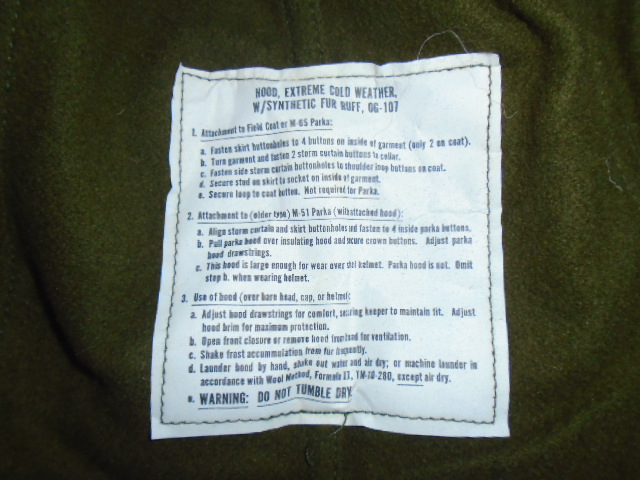 HOOD, EXTREME COLD WEATHER,
W/SYNTHETIC FUR RUFF, OG-107
1. Attachment to Field Coat or M-65 Parka:
a. Fasten skirt buttonholes to 4 buttons on inside of garment (only 2 on coat).
b. Turn garment and fasten 2 storm curtain buttons to collar.
c. Fasten side storm curtain buttonholes to shoulder loop buttons on coat.
d. Secure stud on skirt to socket on inside of garment.
e. Secure loop to coat button. Not required for Parka.
2. Attachment to (older type) M-51 Parka (with attached hood):
a. Align storm curtain and skirt buttonholes and fasten to 4 inside parka buttons.
b. Pull parka hood over insulating hood and secure crown buttons. Adjust parka
hood drawstrings.
c. This hood is large enough for wear over steel helmet. Parka hood is not. Omit
step b. when wearing helmet.
3. Use of hood (over bare head, cap, or helmet):
a. Adjust hood drawstrings for comfort, securing keeper to maintain fit. Adjust
hood brim for maximum protection.
b. Open front closure or remove hood from head for ventilation.
c. Shake frost accummulation from fur frequently.
d. Launder hood by hand, shake out water and air dry; or machine launder in
accordance with Wool Method, Formula II, TM-10-280, except air dry.
e. WARNING: DO NOT TUMBLE DRY.